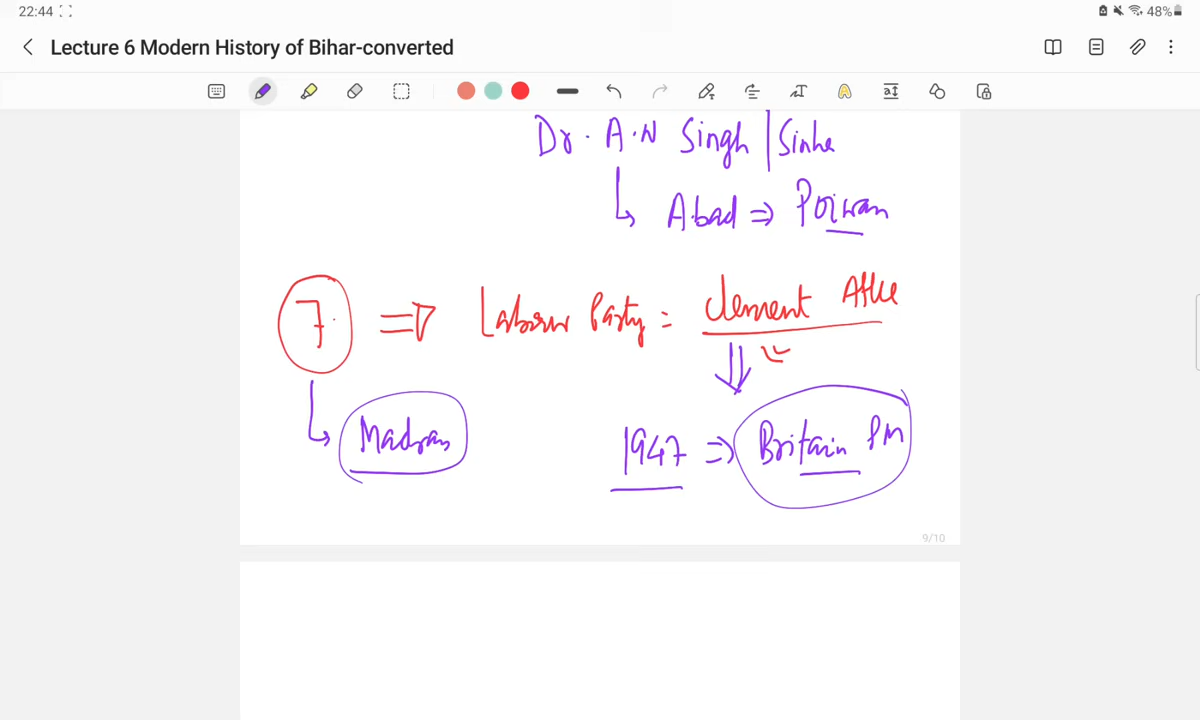 22:44
48%
Lecture 6 Modern History of Bihar-converted
Dr. A.N Singh | Sinha
↳ Abad ⇒ Poiwan
7 ⇒ Labour Party = Clement Atlee
↳ Madras
1947 ⇒ Britain PM
9/10